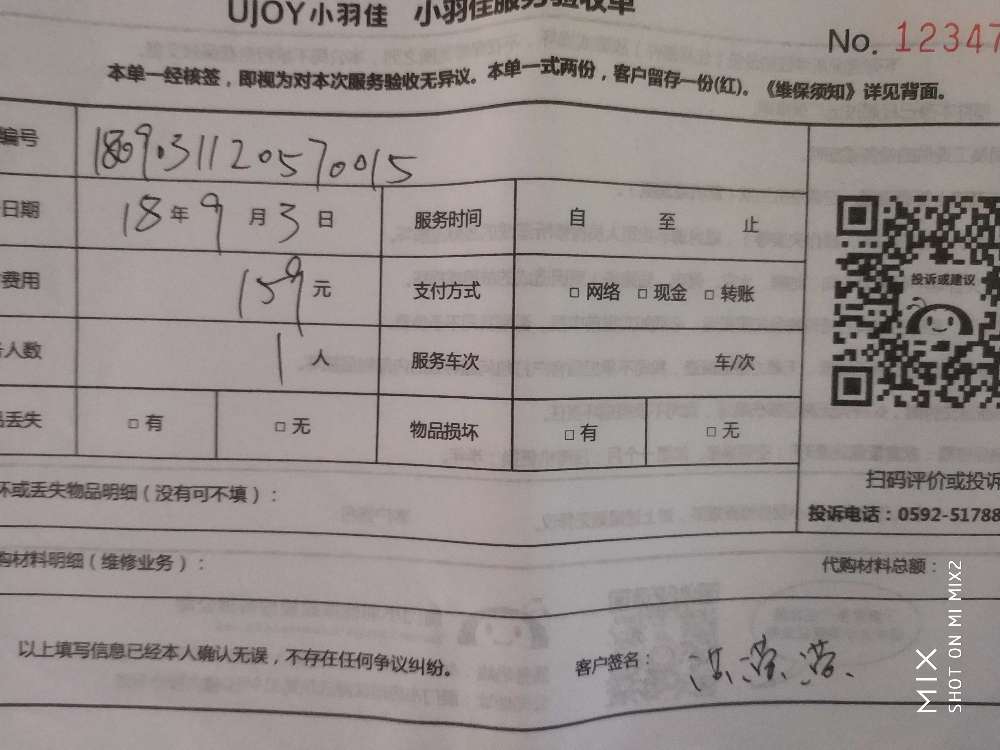 UJOY小羽佳 小羽佳服务验收单
No. 12347
本单一经核签，即视为对本次服务验收无异议。本单一式两份，客户留存一份(红)。《维保须知》详见背面。
编号 1809031120570015
日期 18年9月3日 服务时间 自 至 止
费用 159元 支付方式 □网络 □现金 □转账
人数 1人 服务车次 车/次
丢失 □有 □无 物品损坏 □有 □无
投诉或建议
扫码评价或投诉
投诉电话：0592-51788
坏或丢失物品明细（没有可不填）：
购材料明细（维修业务）： 代购材料总额：
以上填写信息已经本人确认无误，不存在任何争议纠纷。 客户签名：
MIX
SHOT ON MI MIX2